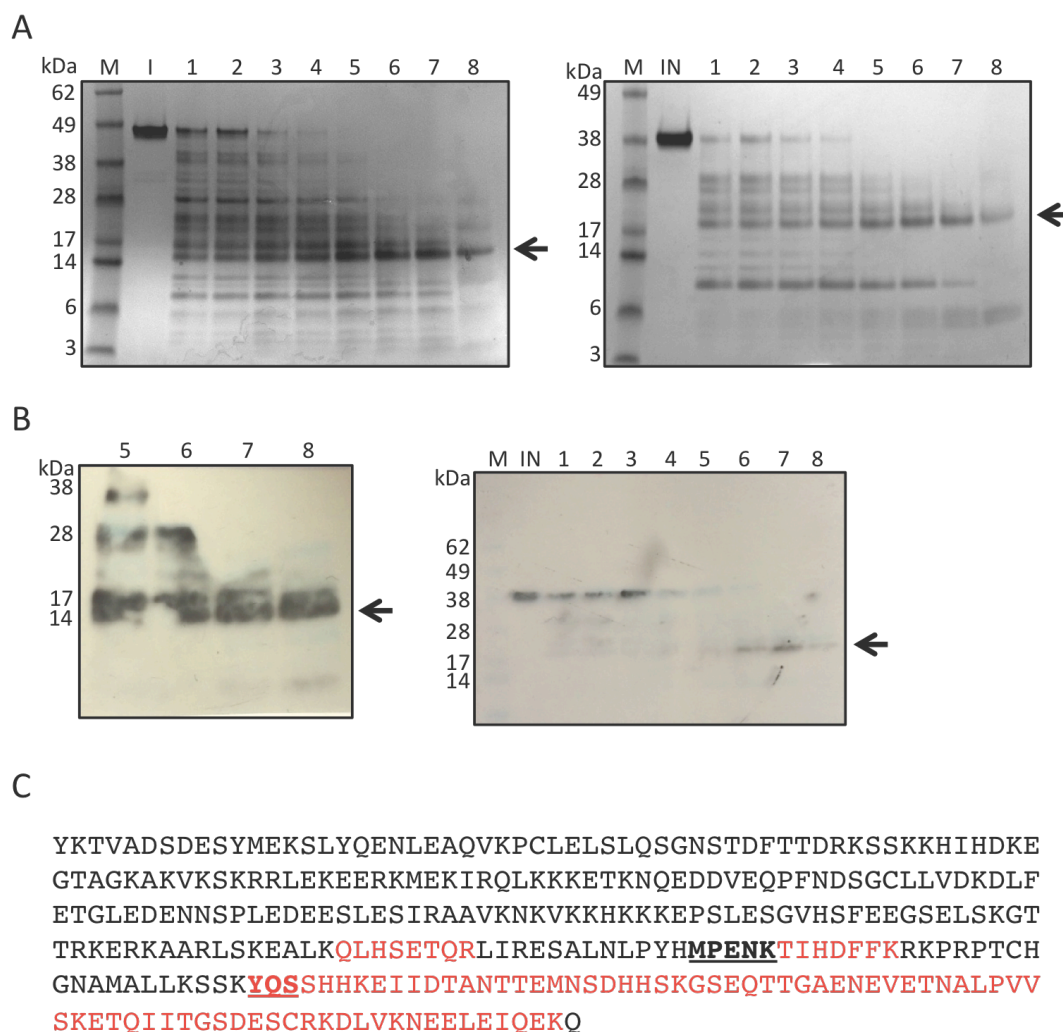 A
kDa M I 1 2 3 4 5 6 7 8
62
49
38
28
17
14
6
3
kDa M IN 1 2 3 4 5 6 7 8
49
38
28
17
14
6
3
B
5 6 7 8
kDa
38
28
17
14
M IN 1 2 3 4 5 6 7 8
kDa
62
49
38
28
17
14
C
YKTVADSDESYMEKSLYQENLEAQVKPCLELSLQSGNSTDFTTDRKSSKKHIHDKE
GTAGKAKVKSKRRLEKEERKMEKIRQLKKKETKNQEDDVEQPFNDSGCLLVDKDLF
ETGLEDENNSPLEDEESLESIRAAVKNKVKKHKKKEPSLESGVHSFEEGSELSKGT
TRKERKAARLSKEALKQLHSETQRLIRESALNLPYHMPENKTIHDFFKRKPRPTCH
GNAMALLKSSKYQSSHHKEIIDTANTTEMNSDHHSKGSEQTTGAENEVETNALPVV
SKETQIITGSDESCRKDLVKNEELEIQEKQ